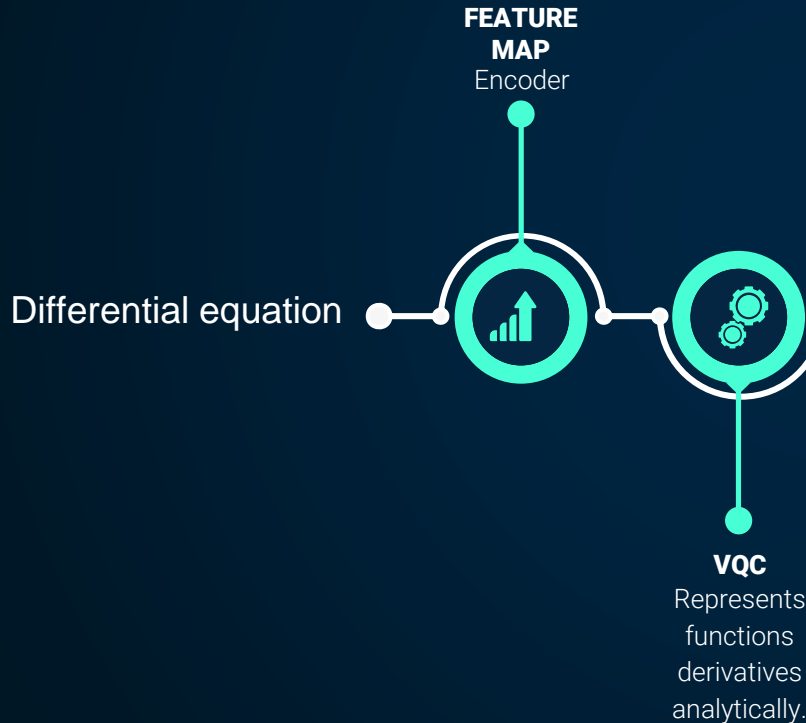 FEATURE
MAP
Encoder
Differential equation
VQC
Represents
functions
derivatives
analytically.